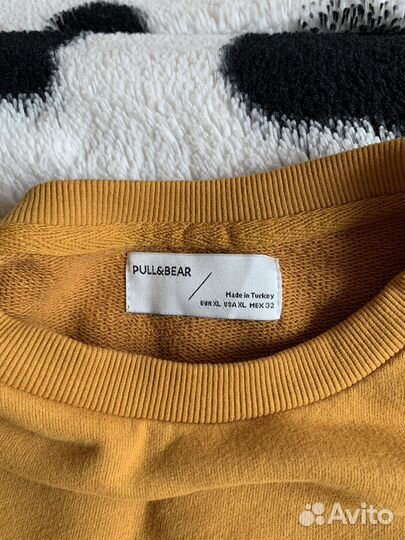 PULL&BEAR
Made in Turkey
EUR XL USA XL MEX 32
Avito